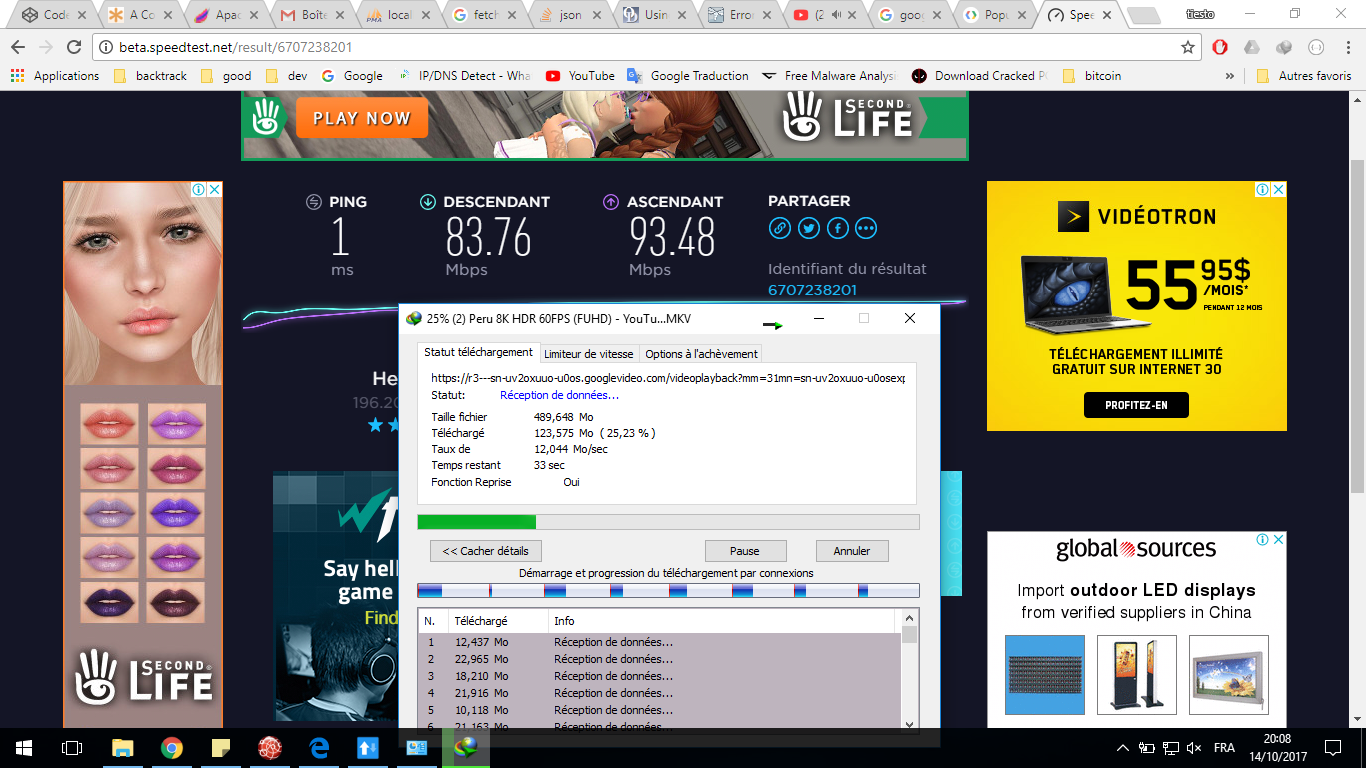 Code
A Co
Apac
Boîte
PMA
local
fetch
json
Usin
Error
(2
goog
Popu
Spee
tiesto
beta.speedtest.net/result/6707238201
Applications
backtrack
good
dev
Google
IP/DNS Detect - Wha
YouTube
Google Traduction
Free Malware Analysi
Download Cracked P
bitcoin
»
Autres favoris
PLAY NOW
SECOND
LIFE
PING
1
ms
DESCENDANT
83.76
Mbps
ASCENDANT
93.48
Mbps
PARTAGER
Identifiant du résultat
6707238201
VIDÉOTRON
55 95$
/MOIS*
PENDANT 12 MOIS
TÉLÉCHARGEMENT ILLIMITÉ
GRATUIT SUR INTERNET 30
PROFITEZ-EN
He
196.20
25% (2) Peru 8K HDR 60FPS (FUHD) - YouTu...MKV
Statut téléchargement
Limiteur de vitesse
Options à l'achèvement
https://r3---sn-uv2oxuuo-u0os.googlevideo.com/videoplayback?mm=31mn=sn-uv2oxuuo-u0osexp
Statut: Réception de données...
Taille fichier 489,648 Mo
Téléchargé 123,575 Mo ( 25,23 % )
Taux de 12,044 Mo/sec
Temps restant 33 sec
Fonction Reprise Oui
<< Cacher détails
Pause
Annuler
Démarrage et progression du téléchargement par connexions
N. Téléchargé Info
1 12,437 Mo Réception de données...
2 22,965 Mo Réception de données...
3 18,210 Mo Réception de données...
4 21,916 Mo Réception de données...
5 10,118 Mo Réception de données...
6 21,163 Mo Réception de données...
Say hell
game
Find
SECOND
LIFE
global sources
Import outdoor LED displays
from verified suppliers in China
FRA
20:08
14/10/2017